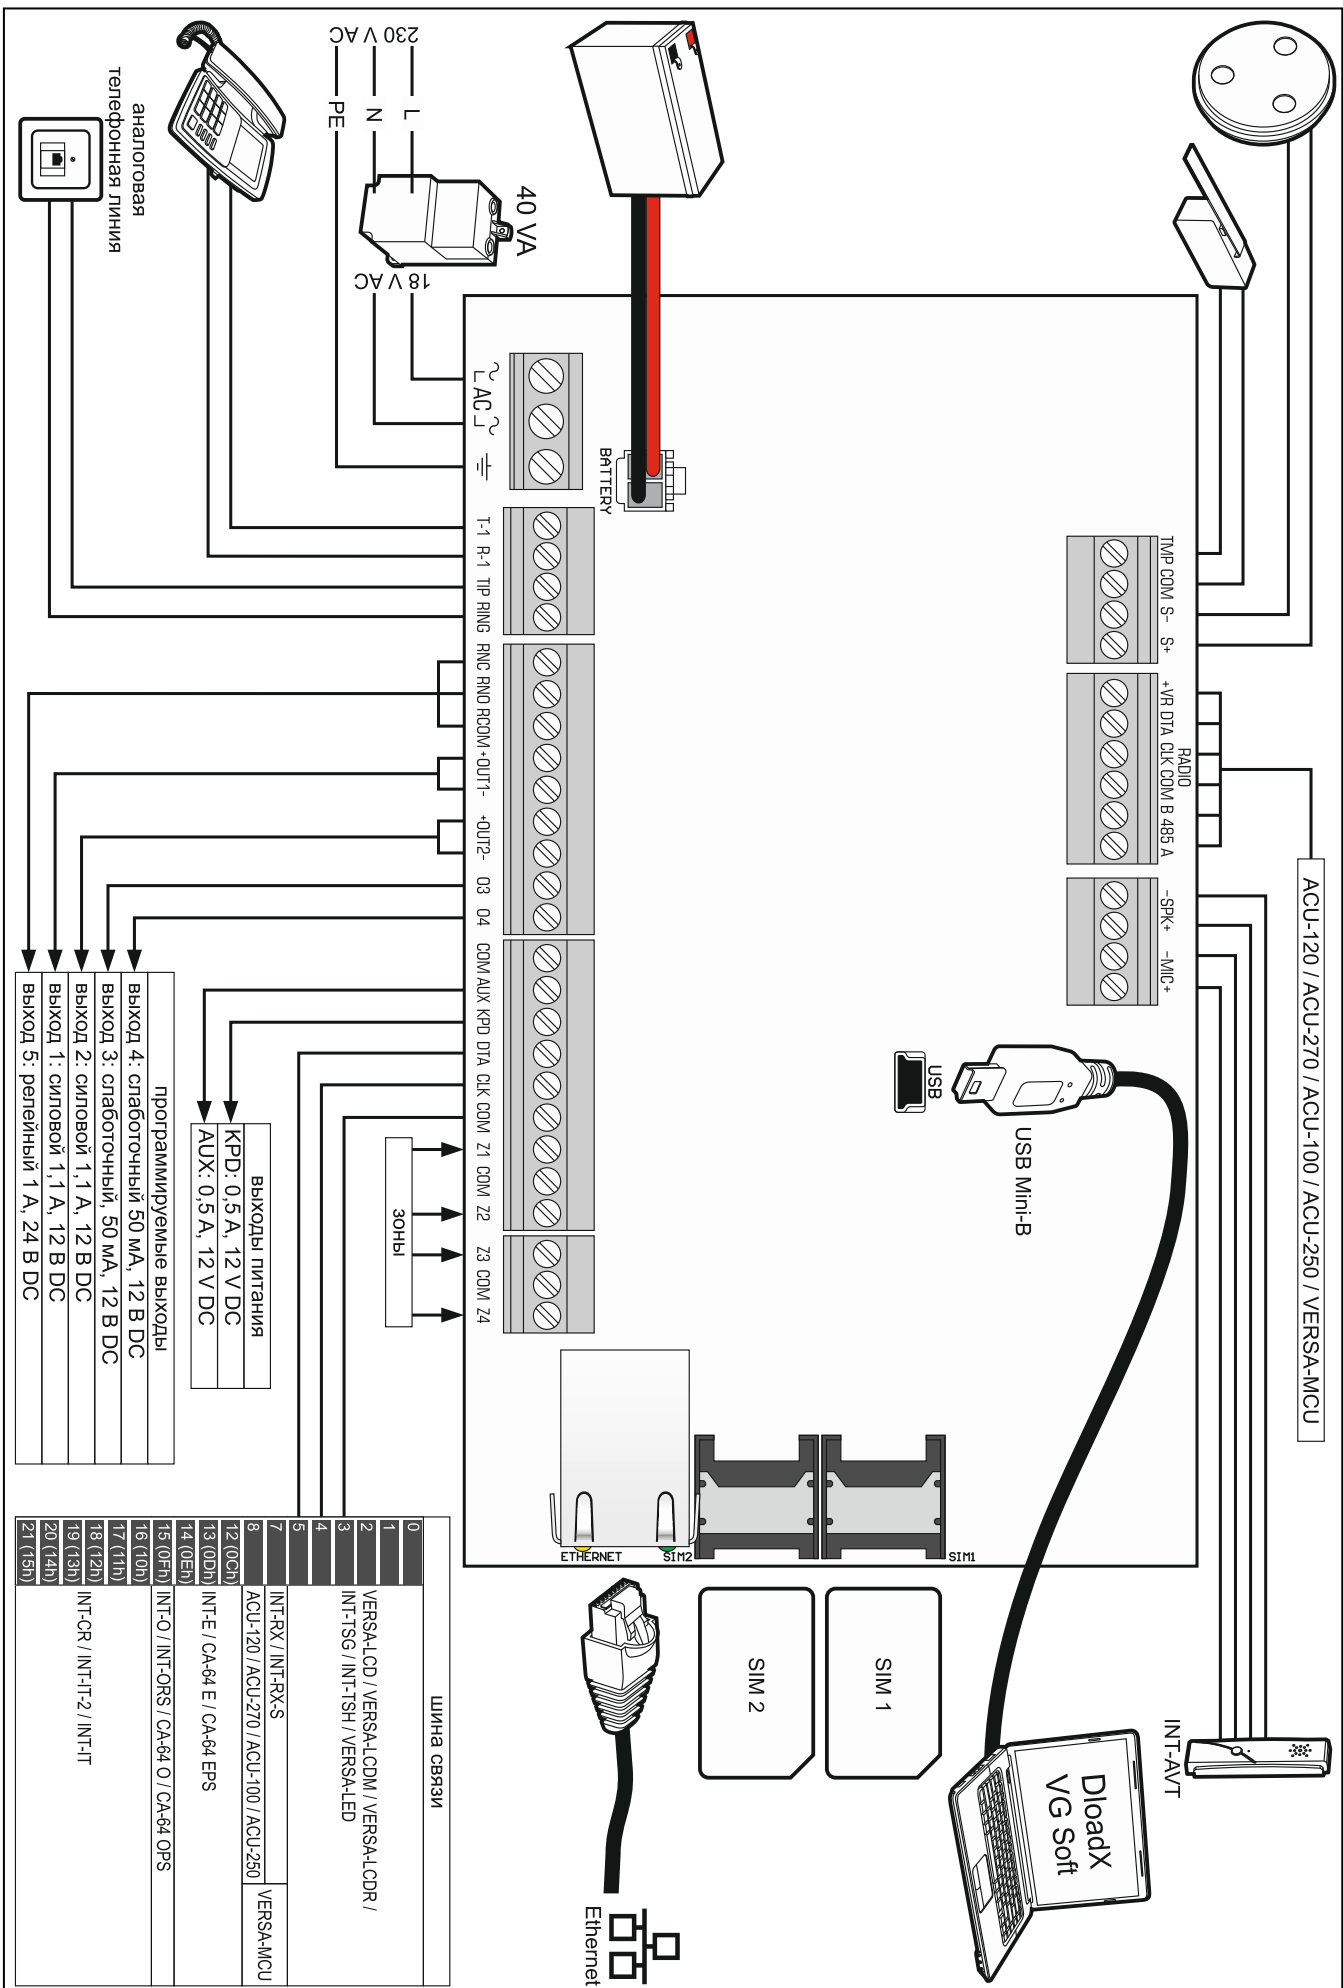 230 V AC
L
N
PE
40 VA
18 V AC
аналоговая
телефонная линия
BATTERY
AC
T-1 R-1 TIP RING
RNC RNO RCOM +OUT1- +OUT2- O3 O4
COM AUX KPD DTA CLK COM Z1 COM Z2
Z3 COM Z4
TMP COM S- S+
+VR DTA CLK COM B 485 A
RADIO
-SPK+ -MIC+
ACU-120 / ACU-270 / ACU-100 / ACU-250 / VERSA-MCU
USB
USB Mini-B
DloadX
VG Soft
INT-AVT
SIM1
SIM2
ETHERNET
SIM 1
SIM 2
Ethernet
зоны
выходы питания
KPD: 0,5 A, 12 V DC
AUX: 0,5 A, 12 V DC
программируемые выходы
выход 4: слаботочный 50 мА, 12 В DC
выход 3: слаботочный, 50 мА, 12 В DC
выход 2: силовой 1,1 А, 12 В DC
выход 1: силовой 1,1 А, 12 В DC
выход 5: релейный 1 А, 24 В DC
шина связи
0
1
2
3
4
5
VERSA-LCD / VERSA-LCDM / VERSA-LCDR /
INT-TSG / INT-TSH / VERSA-LED
7
INT-RX / INT-RX-S
8
ACU-120 / ACU-270 / ACU-100 / ACU-250
VERSA-MCU
12 (0Ch)
13 (0Dh)
14 (0Eh)
INT-E / CA-64 E / CA-64 EPS
15 (0Fh)
INT-O / INT-ORS / CA-64 O / CA-64 OPS
16 (10h)
17 (11h)
18 (12h)
19 (13h)
20 (14h)
21 (15h)
INT-CR / INT-IT-2 / INT-IT